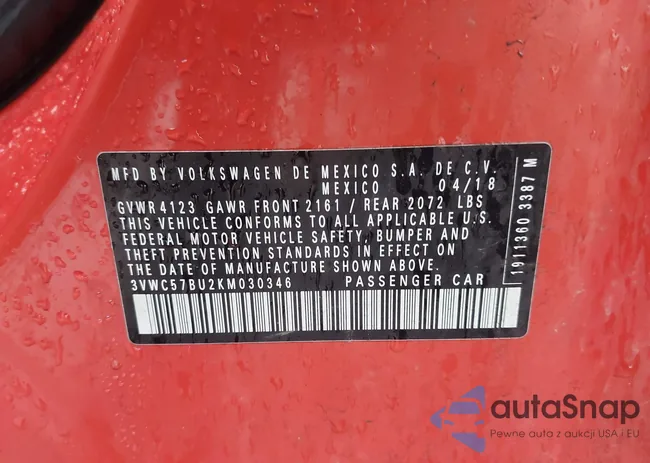 MFD BY VOLKSWAGEN DE MEXICO S.A. DE C.V.
MEXICO 04/18
GVWR 4123 GAWR FRONT 2161 / REAR 2072 LBS
THIS VEHICLE CONFORMS TO ALL APPLICABLE U.S.
FEDERAL MOTOR VEHICLE SAFETY, BUMPER AND
THEFT PREVENTION STANDARDS IN EFFECT ON
THE DATE OF MANUFACTURE SHOWN ABOVE.
3VWC57BU2KM030346 PASSENGER CAR
1911360 3387 M
autaSnap
Pewne auta z aukcji USA i EU